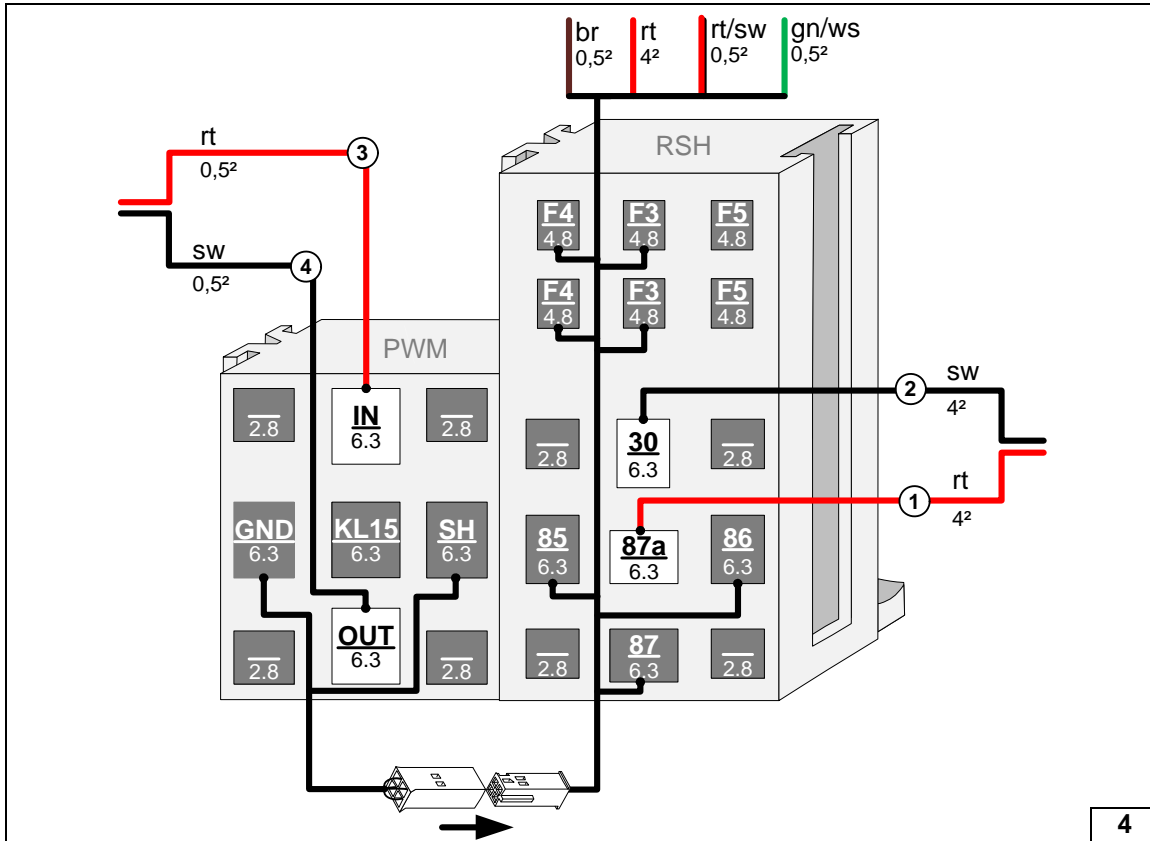 br rt rt/sw gn/ws
0,5² 4² 0,5² 0,5²
rt
0,5²
3
RSH
sw
0,5²
4
F4 F3 F5
4.8 4.8 4.8
F4 F3 F5
4.8 4.8 4.8
PWM
2.8
IN
6.3
2.8
2.8
30
6.3
2.8
2
sw
4²
GND KL15 SH
6.3 6.3 6.3
85
6.3
87a
6.3
86
6.3
1
rt
4²
2.8
OUT
6.3
2.8
2.8
87
6.3
2.8
4